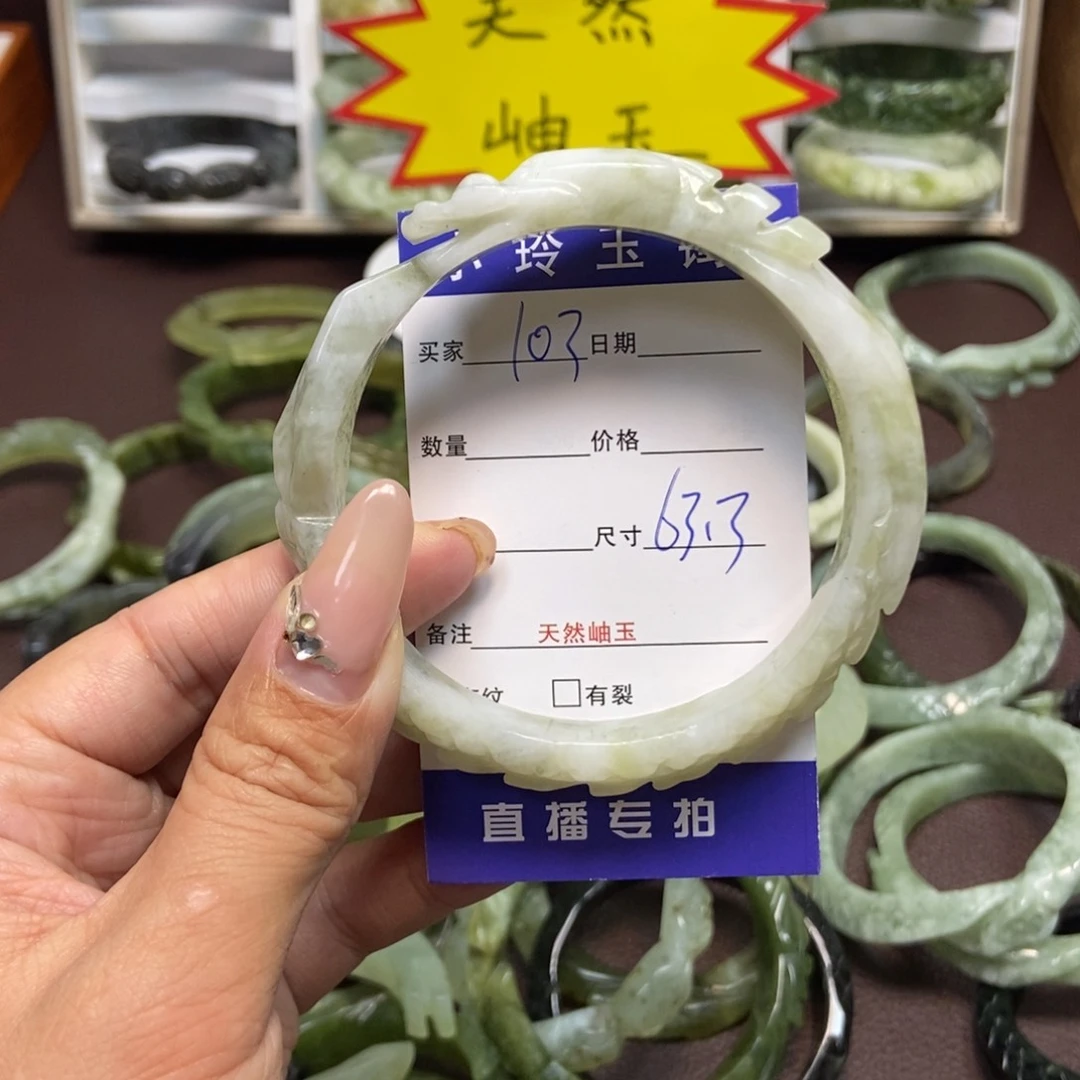 天然
岫玉
玲玉
买家 103 日期
数量 价格
尺寸 63.3
备注 天然岫玉
纹 □有裂
直播专拍